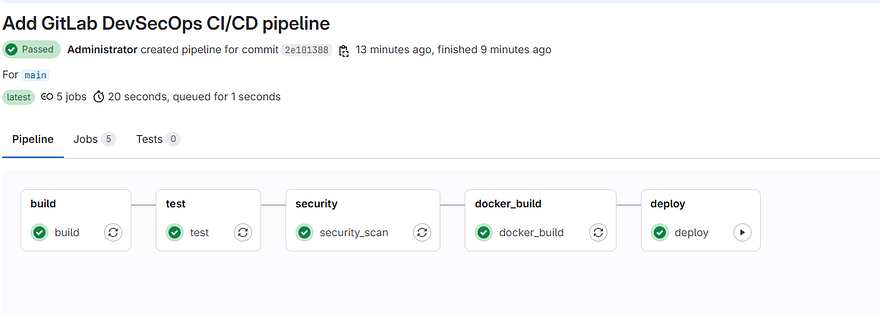 Add GitLab DevSecOps CI/CD pipeline
Passed Administrator created pipeline for commit 2e101388 13 minutes ago, finished 9 minutes ago
For main
latest 5 jobs 20 seconds, queued for 1 seconds
Pipeline Jobs 5 Tests 0
build test security docker_build deploy
build test security_scan docker_build deploy